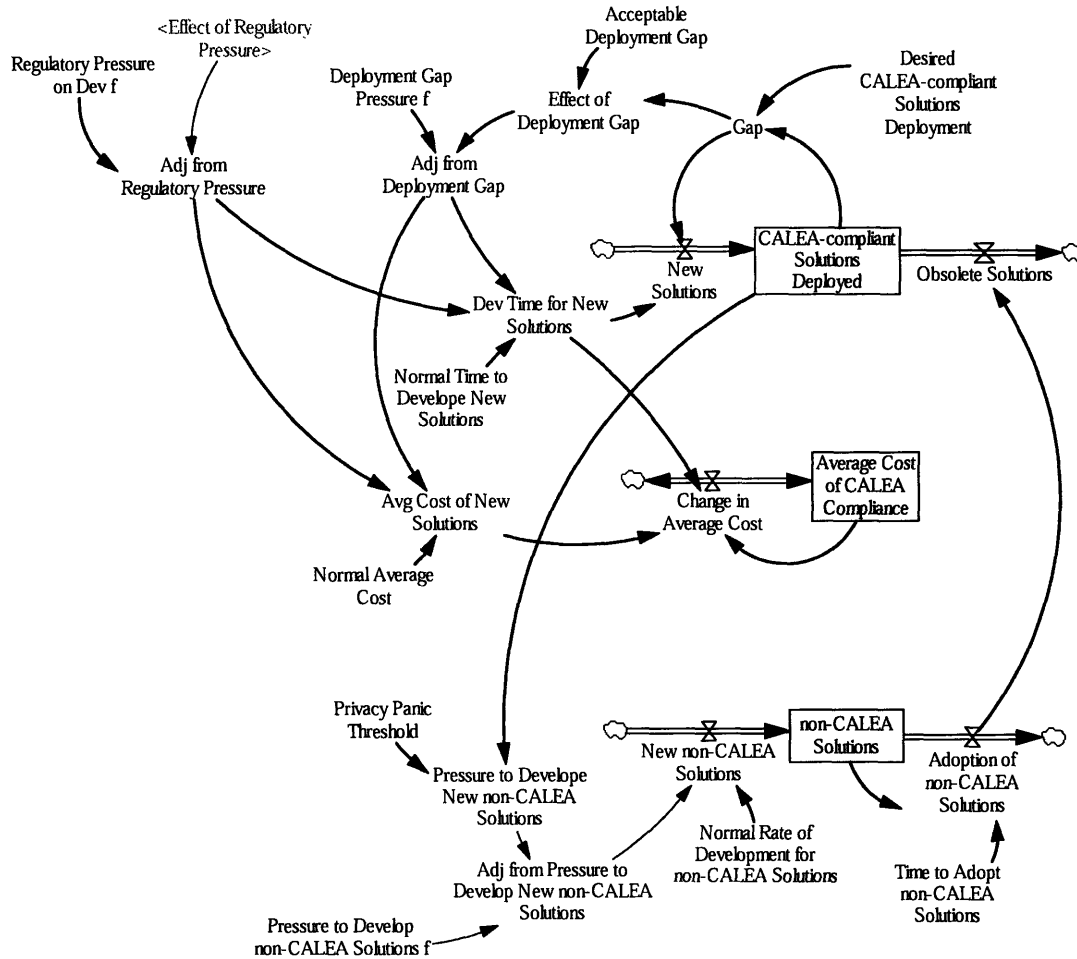 <Effect of Regulatory
Pressure>
Regulatory Pressure
on Dev f
Deployment Gap
Pressure f
Acceptable
Deployment Gap
Desired
CALEA-compliant
Solutions
Deployment
Effect of
Deployment Gap
Gap
Adj from
Regulatory Pressure
Adj from
Deployment Gap
New
Solutions
CALEA-compliant
Solutions
Deployed
Obsolete Solutions
Dev Time for New
Solutions
Normal Time to
Develope New
Solutions
Avg Cost of New
Solutions
Change in
Average Cost
Average Cost
of CALEA
Compliance
Normal Average
Cost
Privacy Panic
Threshold
Pressure to Develope
New non-CALEA
Solutions
New non-CALEA
Solutions
non-CALEA
Solutions
Adoption of
non-CALEA
Solutions
Normal Rate of
Development for
non-CALEA Solutions
Time to Adopt
non-CALEA
Solutions
Adj from Pressure to
Develop New non-CALEA
Solutions
Pressure to Develop
non-CALEA Solutions f